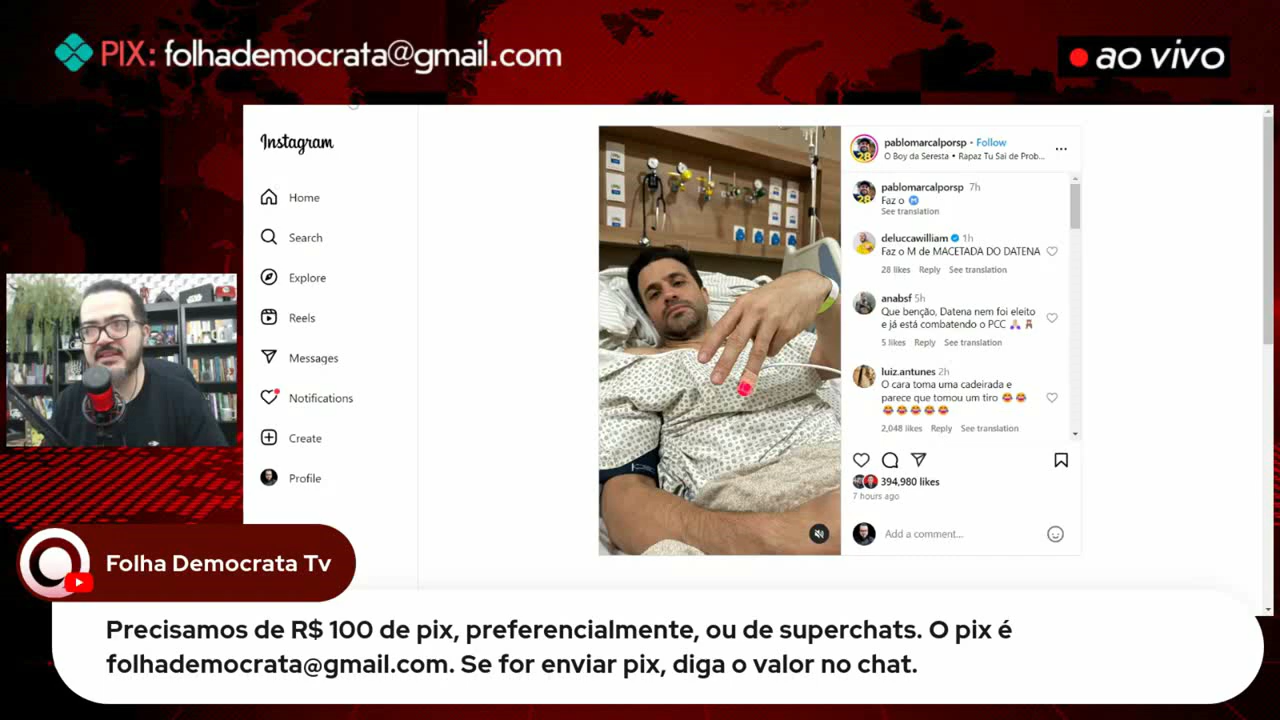 PIX: folhademocrata@gmail.com
ao vivo
Instagram
Home
Search
Explore
Reels
Messages
Notifications
Create
Profile
pablomarcalporsp • Follow
O Boy da Seresta • Rapaz Tu Sai de Prob...
pablomarcalporsp 7h
Faz o Ⓜ️
See translation
deluccawilliam 1h
Faz o M de MACETADA DO DATENA
28 likes Reply See translation
anabsf 5h
Que benção, Datena nem foi eleito
e já está combatendo o PCC
5 likes Reply See translation
luiz.antunes 2h
O cara toma uma cadeirada e
parece que tomou um tiro
2,048 likes Reply See translation
394,980 likes
7 hours ago
Add a comment...
Folha Democrata Tv
Precisamos de R$ 100 de pix, preferencialmente, ou de superchats. O pix é
folhademocrata@gmail.com. Se for enviar pix, diga o valor no chat.